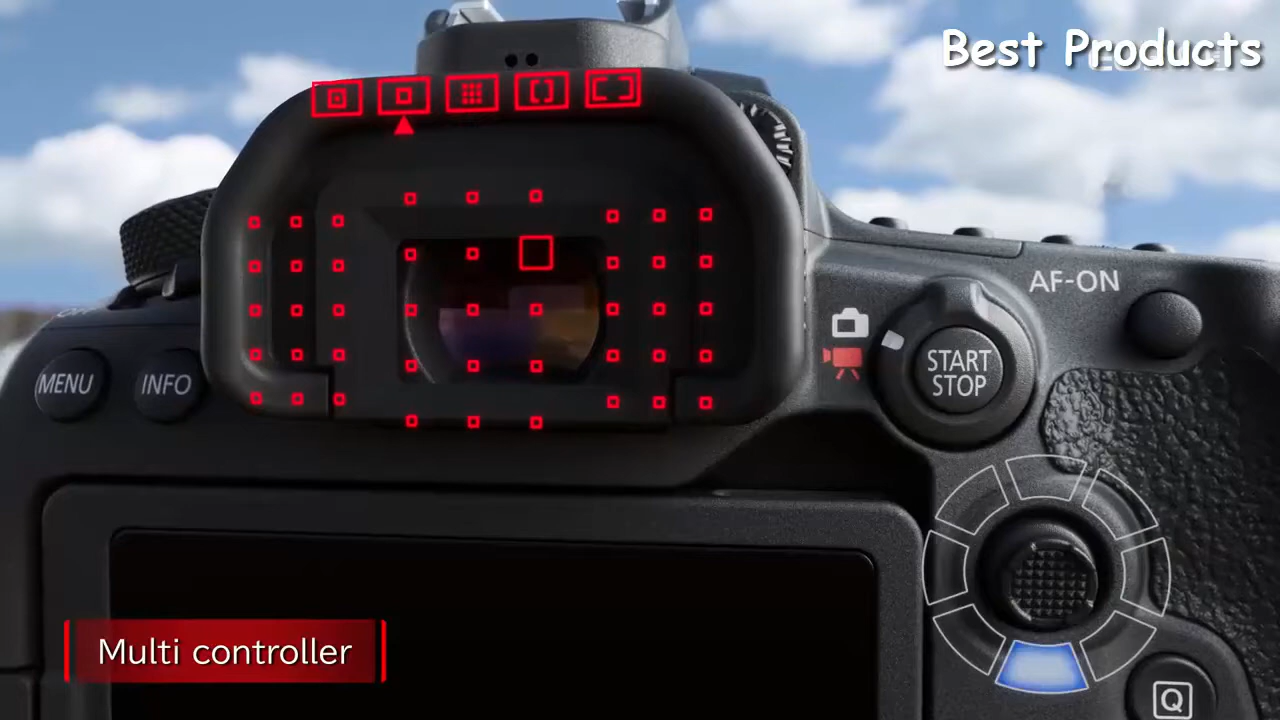 Best Products
AF-ON
MENU
INFO
START
STOP
Multi controller
Q